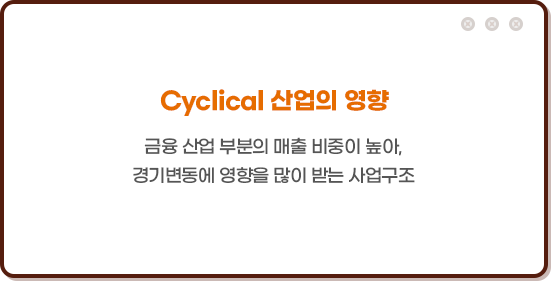 Cyclical 산업의 영향
금융 산업 부분의 매출 비중이 높아,
경기변동에 영향을 많이 받는 사업구조